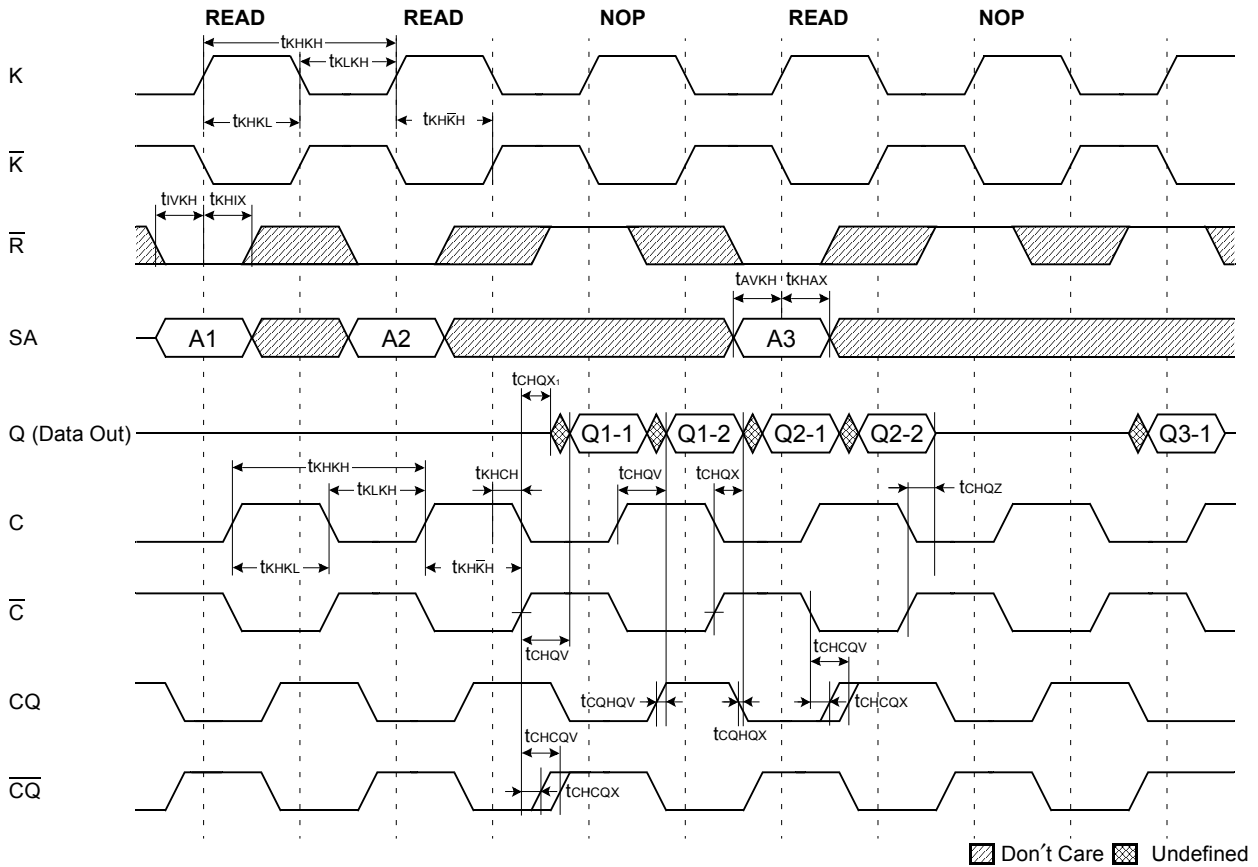 READ READ NOP READ NOP
tKHKH
tKLKH
K
tKHKL tKHK̅H
K̅
tIVKH tKHIX
R̅
tAVKH tKHAX
SA A1 A2 A3
tCHQX1
Q (Data Out) Q1-1 Q1-2 Q2-1 Q2-2 Q3-1
tKHKH tKHCH tCHQV tCHQX tCHQZ
tKLKH
C
tKHKL tKHK̅H
C̅
tCHQV tCHCQV
CQ tCQHQV tCHCQX
tCQHQX
tCHCQV
C̅Q̅ tCHCQX
Don′t Care Undefined